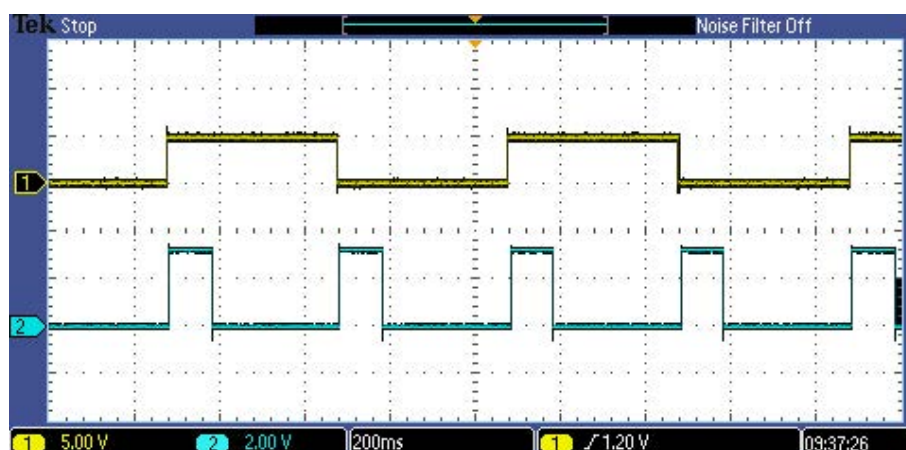 Tek Stop Noise Filter Off
1
2
1 5.00 V 2 2.00 V 200ms 1 1.20 V 09:37:26